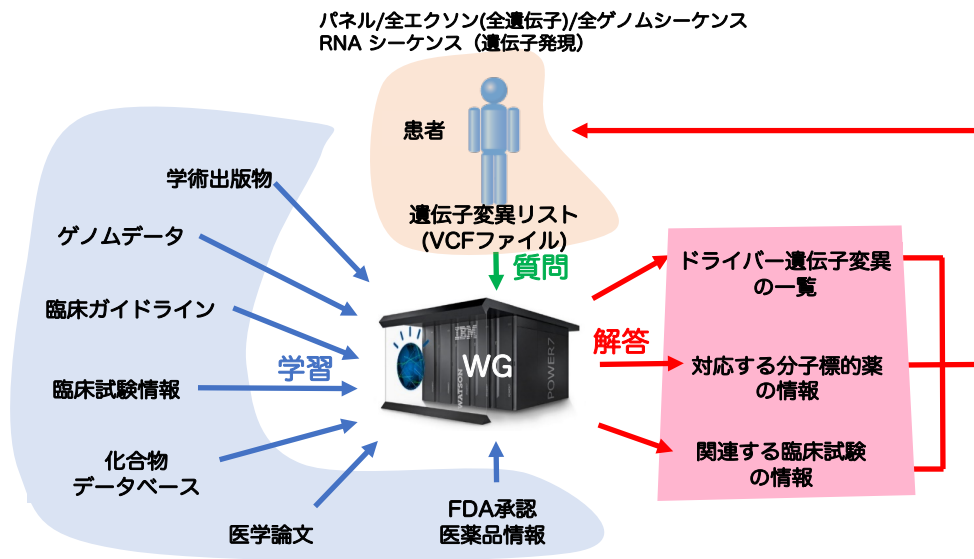 パネル/全エクソン(全遺伝子)/全ゲノムシーケンス
RNA シーケンス（遺伝子発現）
患者
学術出版物
遺伝子変異リスト
(VCFファイル)
ゲノムデータ
質問
ドライバー遺伝子変異
の一覧
臨床ガイドライン
IBM
解答
学習
WG
WATSON
POWER7
対応する分子標的薬
の情報
臨床試験情報
関連する臨床試験
の情報
化合物
データベース
FDA承認
医薬品情報
医学論文